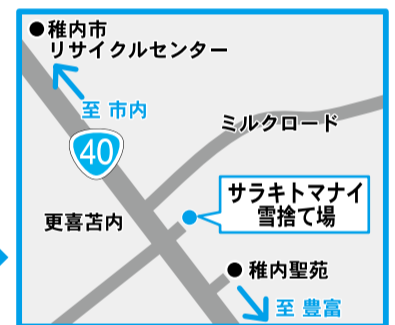 ●稚内市
リサイクルセンター
至 市内
ミルクロード
40
サラキトマナイ
雪捨て場
更喜苫内
● 稚内聖苑
至 豊富